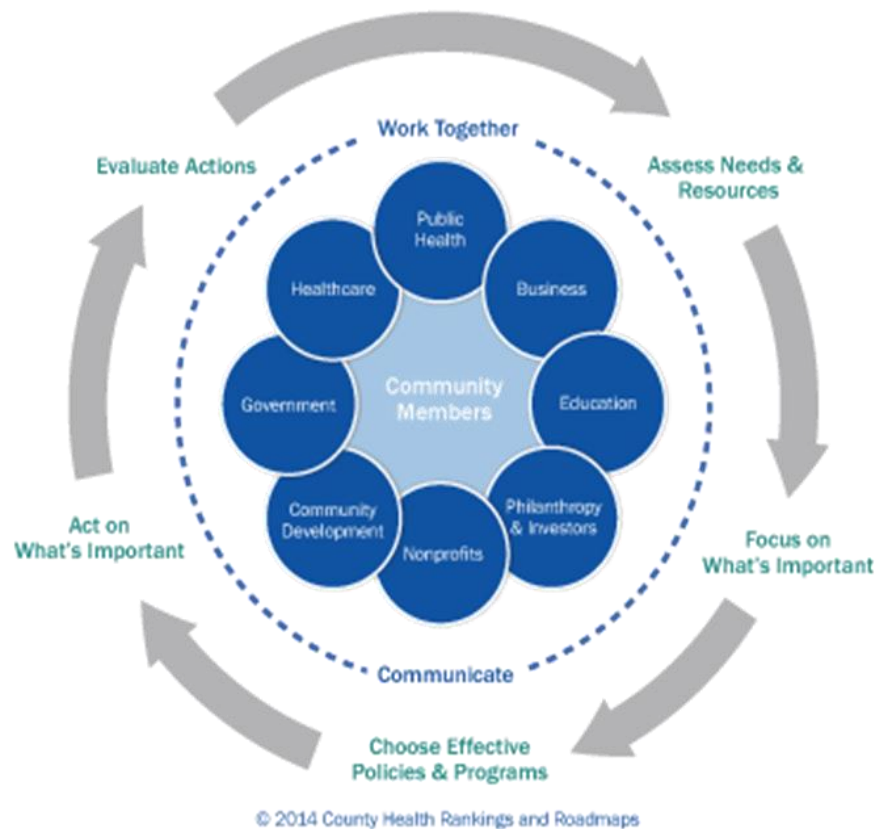 Work Together
Evaluate Actions
Assess Needs &
Resources
Public
Health
Healthcare
Business
Community
Members
Government
Education
Community
Development
Philanthropy
& Investors
Nonprofits
Act on
What's Important
Focus on
What's Important
Communicate
Choose Effective
Policies & Programs
© 2014 County Health Rankings and Roadmaps